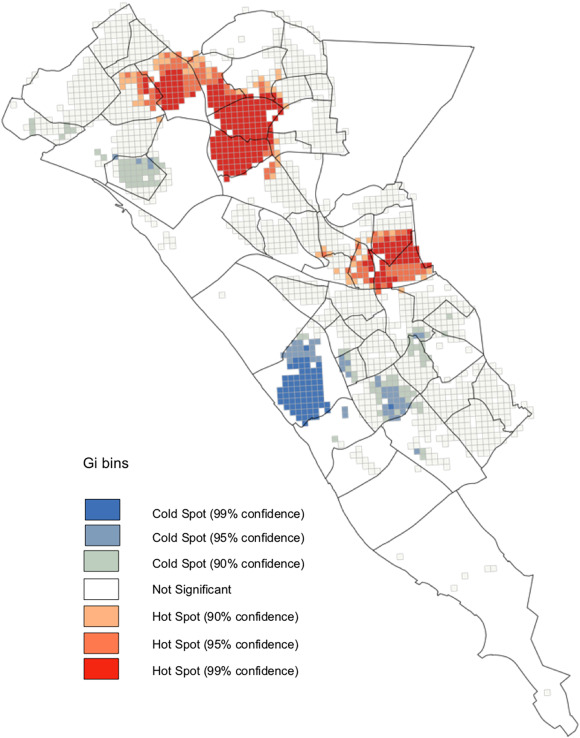 Gi bins
Cold Spot (99% confidence)
Cold Spot (95% confidence)
Cold Spot (90% confidence)
Not Significant
Hot Spot (90% confidence)
Hot Spot (95% confidence)
Hot Spot (99% confidence)